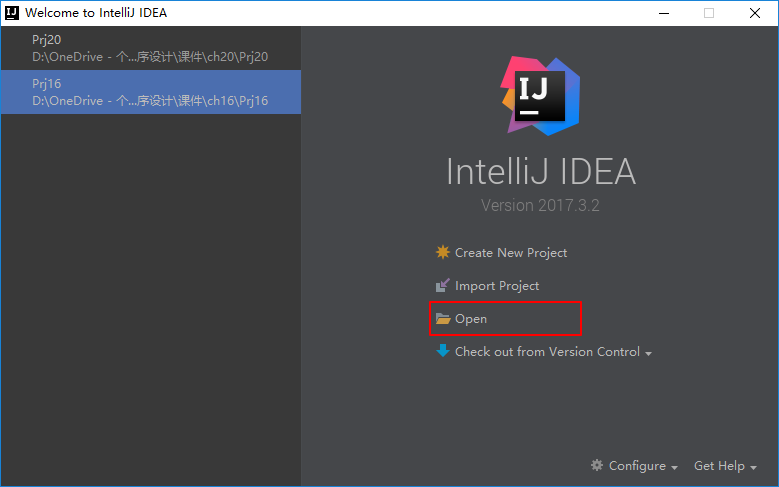 Welcome to IntelliJ IDEA
Prj20
D:\OneDrive - 个...序设计\课件\ch20\Prj20
Prj16
D:\OneDrive - 个...序设计\课件\ch16\Prj16
IJ
IntelliJ IDEA
Version 2017.3.2
Create New Project
Import Project
Open
Check out from Version Control
Configure
Get Help